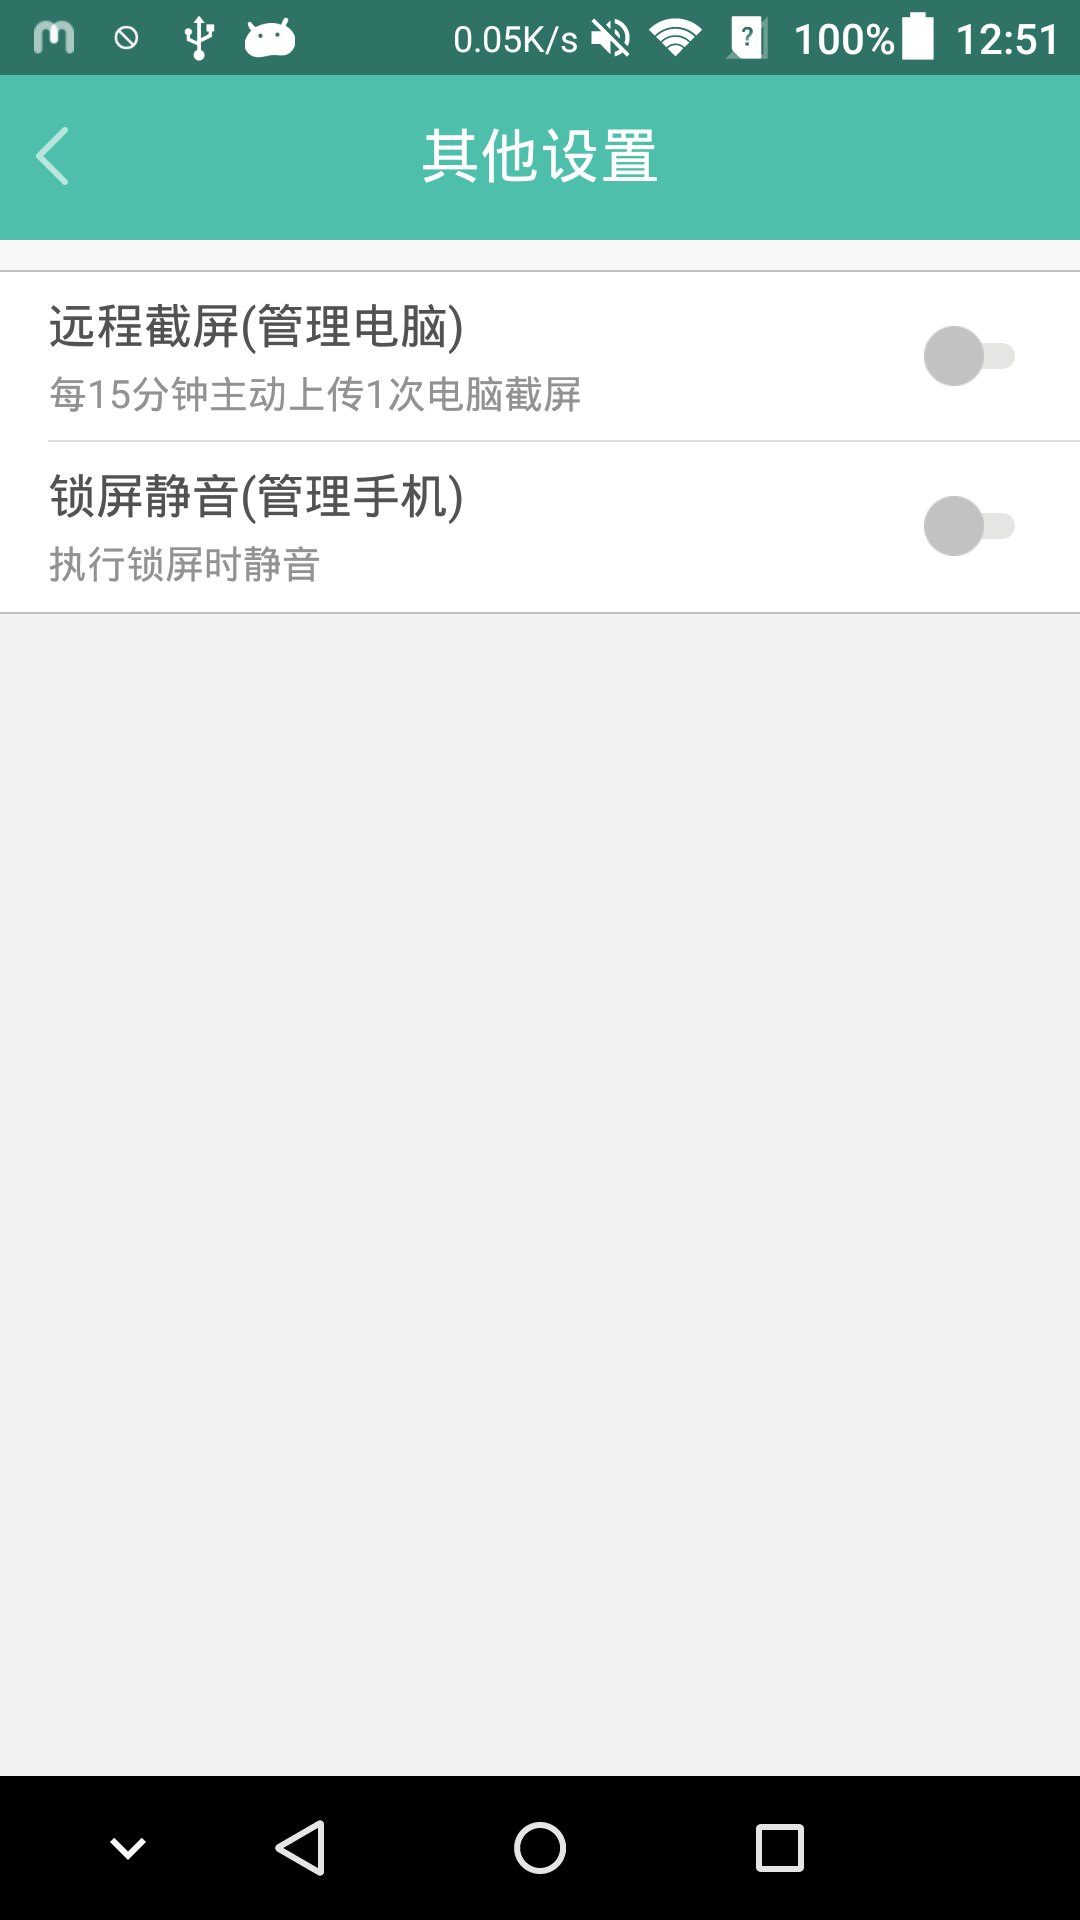 0.05K/s ? 100% 12:51
其他设置
远程截屏(管理电脑)
每15分钟主动上传1次电脑截屏
锁屏静音(管理手机)
执行锁屏时静音